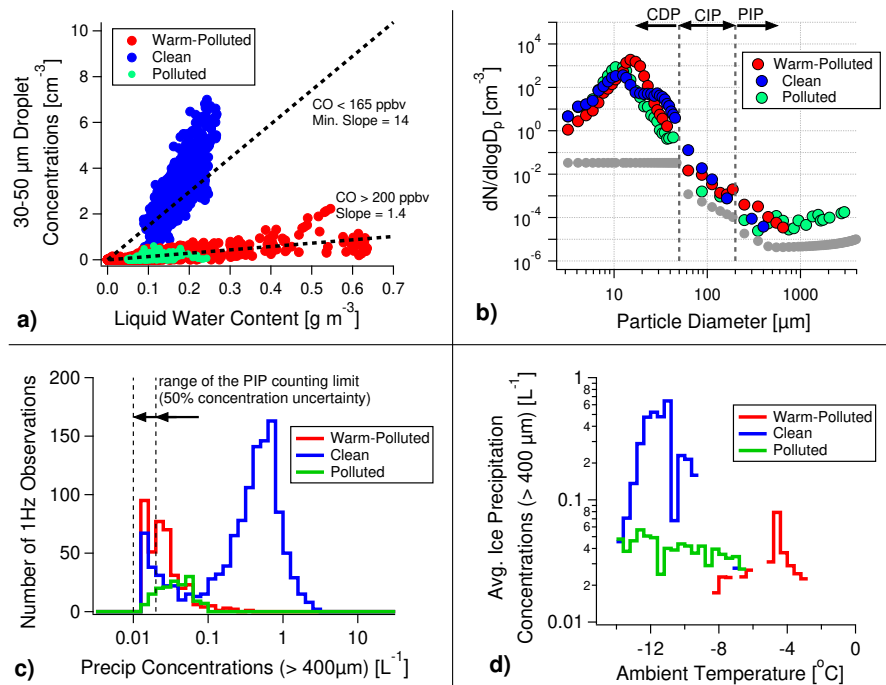 10
8
6
4
2
0
30-50 µm Droplet
Concentrations [cm-3]
Warm-Polluted
Clean
Polluted
CO < 165 ppbv
Min. Slope = 14
CO > 200 ppbv
Slope = 1.4
0.0 0.1 0.2 0.3 0.4 0.5 0.6 0.7
a) Liquid Water Content [g m-3]
CDP CIP PIP
10^4
10^2
10^0
10^-2
10^-4
10^-6
dN/dlogDp [cm-3]
Warm-Polluted
Clean
Polluted
10 100 1000
b) Particle Diameter [µm]
200
150
100
50
0
Number of 1Hz Observations
range of the PIP counting limit
(50% concentration uncertainty)
Warm-Polluted
Clean
Polluted
0.01 0.1 1 10
c) Precip Concentrations (> 400µm) [L-1]
1
8
6
4
2
0.1
8
6
4
2
0.01
Avg. Ice Precipitation
Concentrations (> 400 µm) [L-1]
Warm-Polluted
Clean
Polluted
-12 -8 -4 0
d) Ambient Temperature [oC]